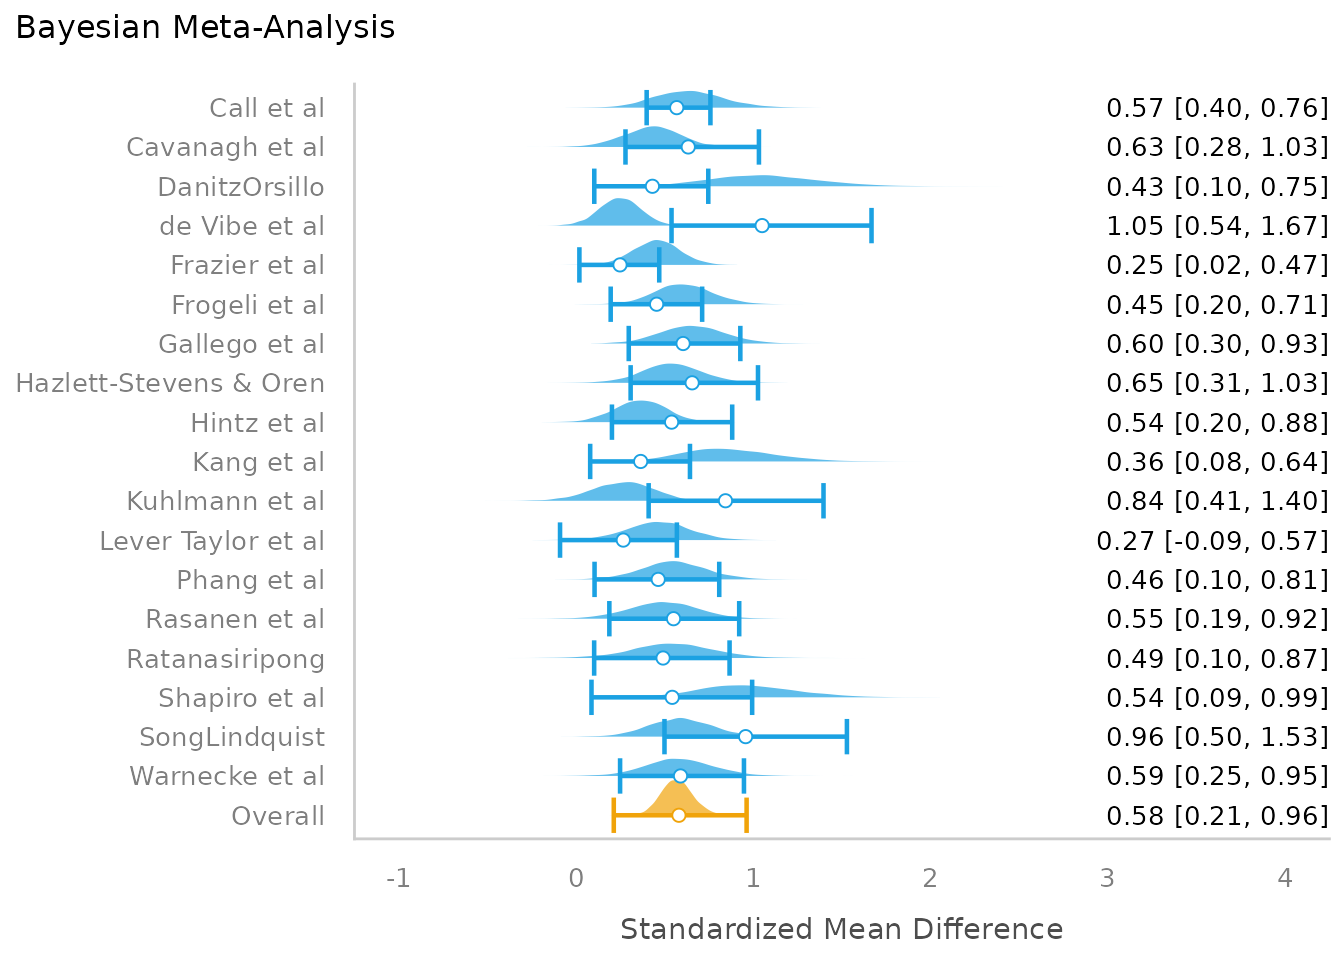 Bayesian Meta-Analysis
Call et al 0.57 [0.40, 0.76]
Cavanagh et al 0.63 [0.28, 1.03]
DanitzOrsillo 0.43 [0.10, 0.75]
de Vibe et al 1.05 [0.54, 1.67]
Frazier et al 0.25 [0.02, 0.47]
Frogeli et al 0.45 [0.20, 0.71]
Gallego et al 0.60 [0.30, 0.93]
Hazlett-Stevens & Oren 0.65 [0.31, 1.03]
Hintz et al 0.54 [0.20, 0.88]
Kang et al 0.36 [0.08, 0.64]
Kuhlmann et al 0.84 [0.41, 1.40]
Lever Taylor et al 0.27 [-0.09, 0.57]
Phang et al 0.46 [0.10, 0.81]
Rasanen et al 0.55 [0.19, 0.92]
Ratanasiripong 0.49 [0.10, 0.87]
Shapiro et al 0.54 [0.09, 0.99]
SongLindquist 0.96 [0.50, 1.53]
Warnecke et al 0.59 [0.25, 0.95]
Overall 0.58 [0.21, 0.96]
-1 0 1 2 3 4
Standardized Mean Difference